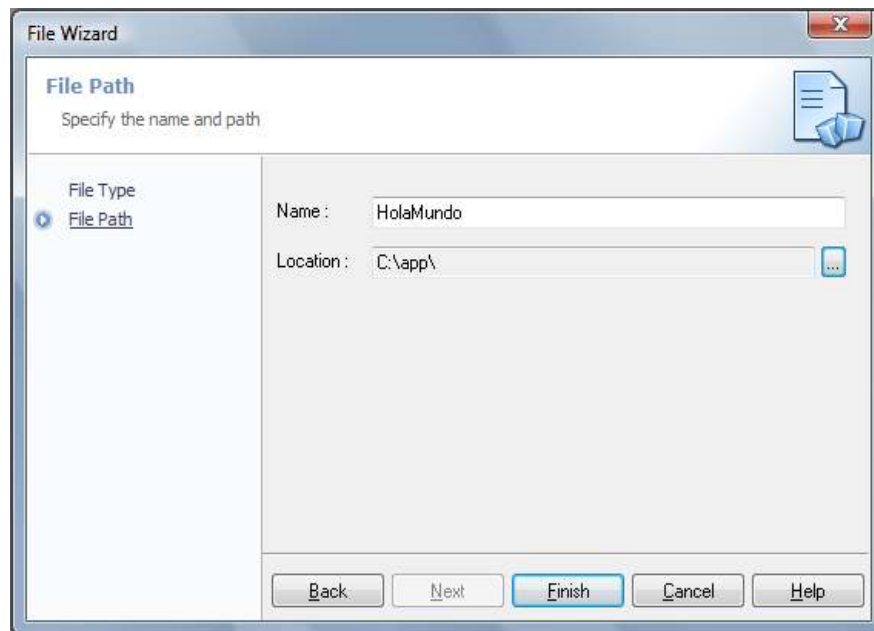 File Wizard
File Path
Specify the name and path
File Type
File Path
Name : HolaMundo
Location : C:\app\ ...
Back Next Finish Cancel Help